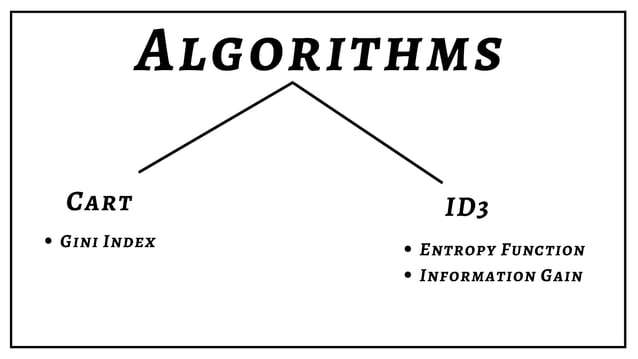 Algorithms
Cart
• Gini Index
ID3
• Entropy Function
• Information Gain